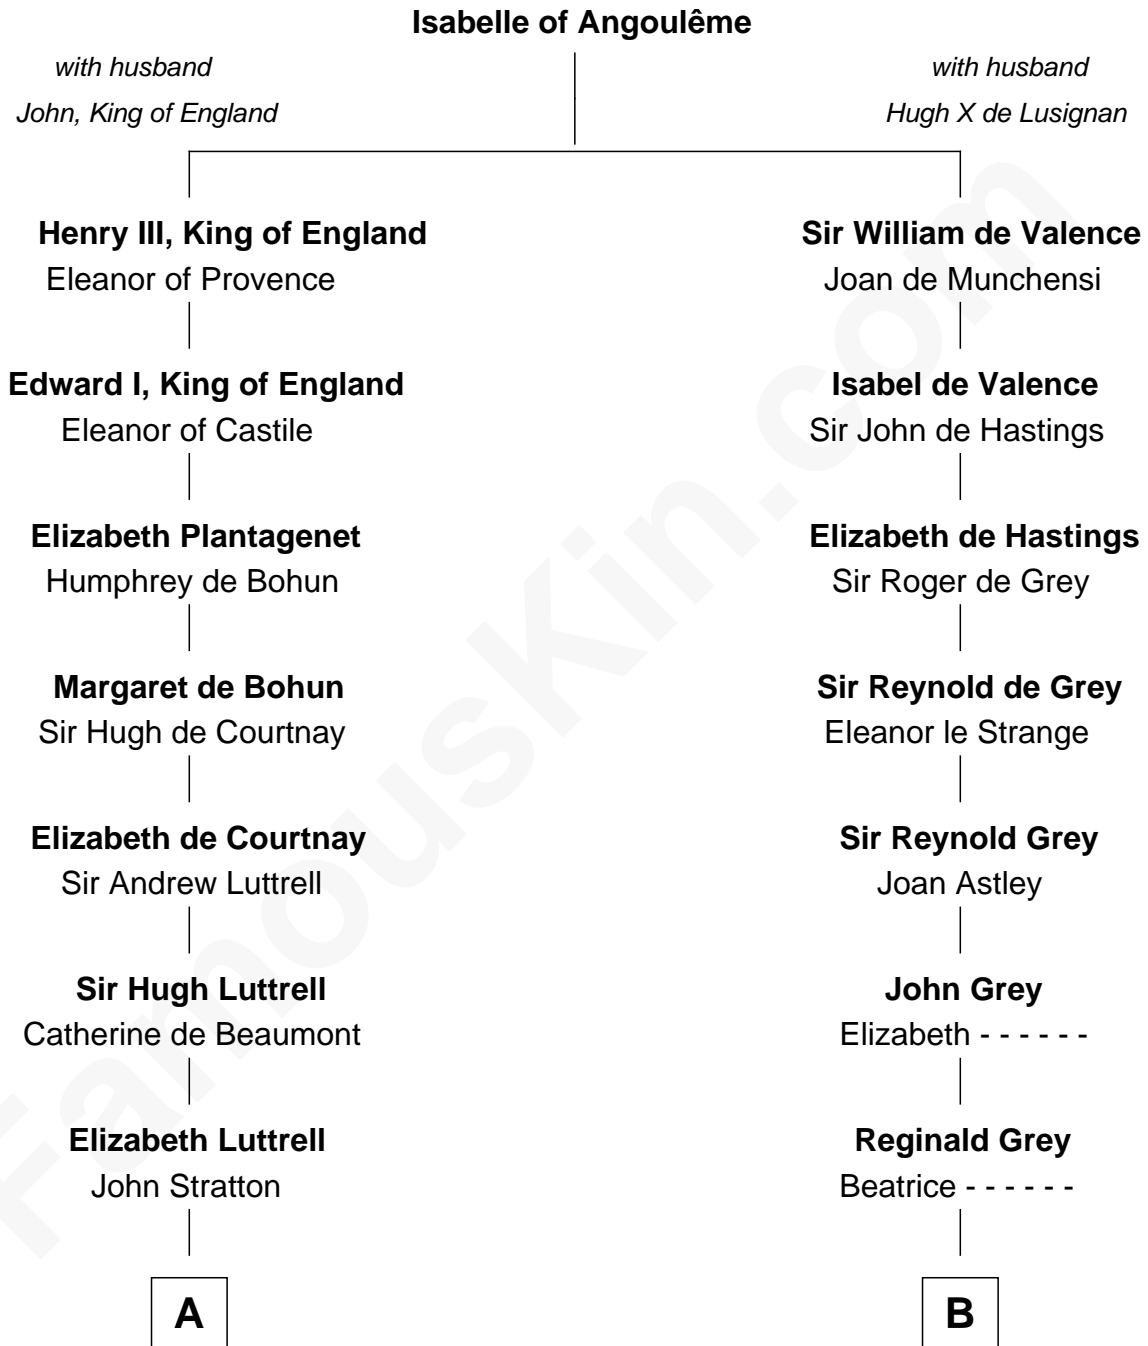 Isabelle of Angoulême
with husband
John, King of England
with husband
Hugh X de Lusignan
Henry III, King of England
Eleanor of Provence
Sir William de Valence
Joan de Munchensi
Edward I, King of England
Eleanor of Castile
Isabel de Valence
Sir John de Hastings
Elizabeth Plantagenet
Humphrey de Bohun
Elizabeth de Hastings
Sir Roger de Grey
Margaret de Bohun
Sir Hugh de Courtnay
Sir Reynold de Grey
Eleanor le Strange
Elizabeth de Courtnay
Sir Andrew Luttrell
Sir Reynold Grey
Joan Astley
Sir Hugh Luttrell
Catherine de Beaumont
John Grey
Elizabeth - - - - - -
Elizabeth Luttrell
John Stratton
Reginald Grey
Beatrice - - - - - -
A
B
FamousKin.com